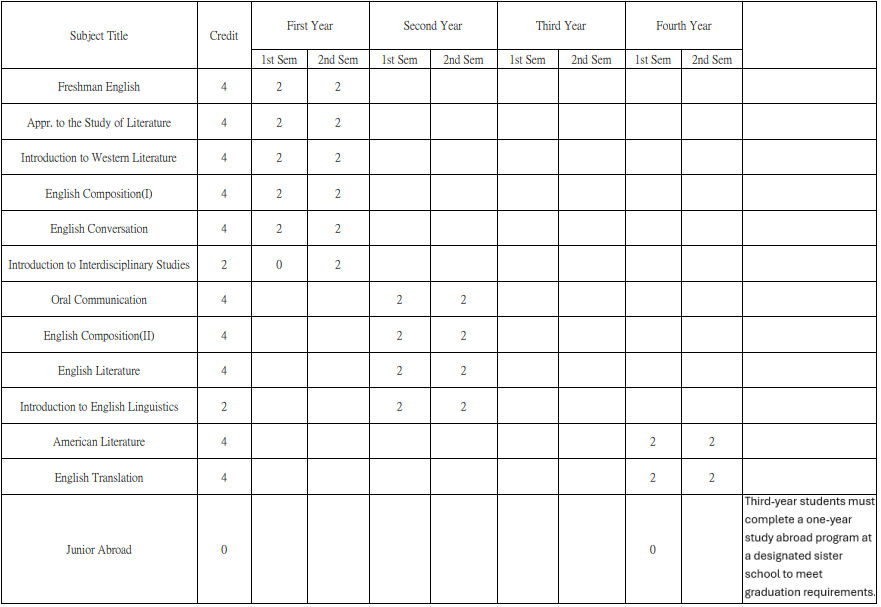 Subject Title Credit First Year Second Year Third Year Fourth Year
1st Sem 2nd Sem 1st Sem 2nd Sem 1st Sem 2nd Sem 1st Sem 2nd Sem
Freshman English 4 2 2
Appr. to the Study of Literature 4 2 2
Introduction to Western Literature 4 2 2
English Composition(I) 4 2 2
English Conversation 4 2 2
Introduction to Interdisciplinary Studies 2 0 2
Oral Communication 4 2 2
English Composition(II) 4 2 2
English Literature 4 2 2
Introduction to English Linguistics 2 2 2
American Literature 4 2 2
English Translation 4 2 2
Junior Abroad 0 0
Third-year students must
complete a one-year
study abroad program at
a designated sister
school to meet
graduation requirements.